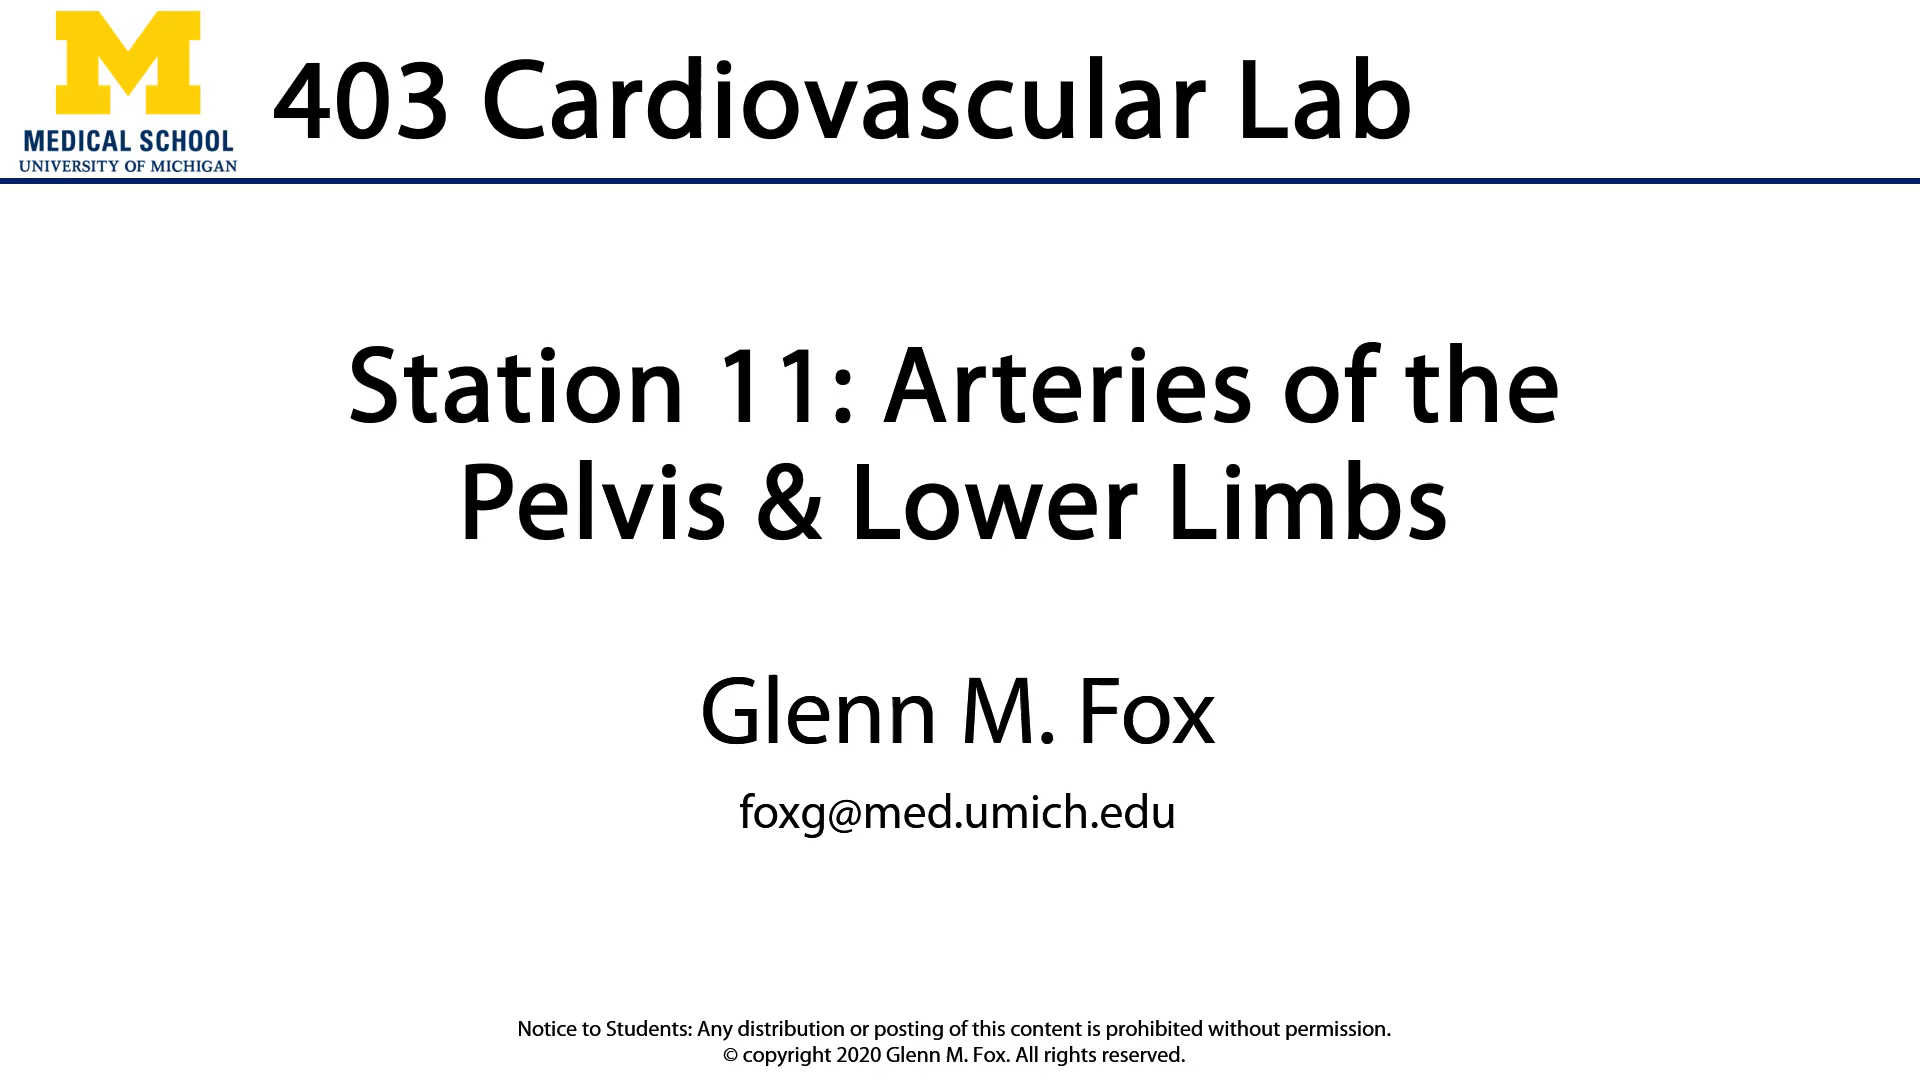 M
MEDICAL SCHOOL
UNIVERSITY OF MICHIGAN
403 Cardiovascular Lab
Station 11: Arteries of the
Pelvis & Lower Limbs
Glenn M. Fox
foxg@med.umich.edu
Notice to Students: Any distribution or posting of this content is prohibited without permission.
© copyright 2020 Glenn M. Fox. All rights reserved.